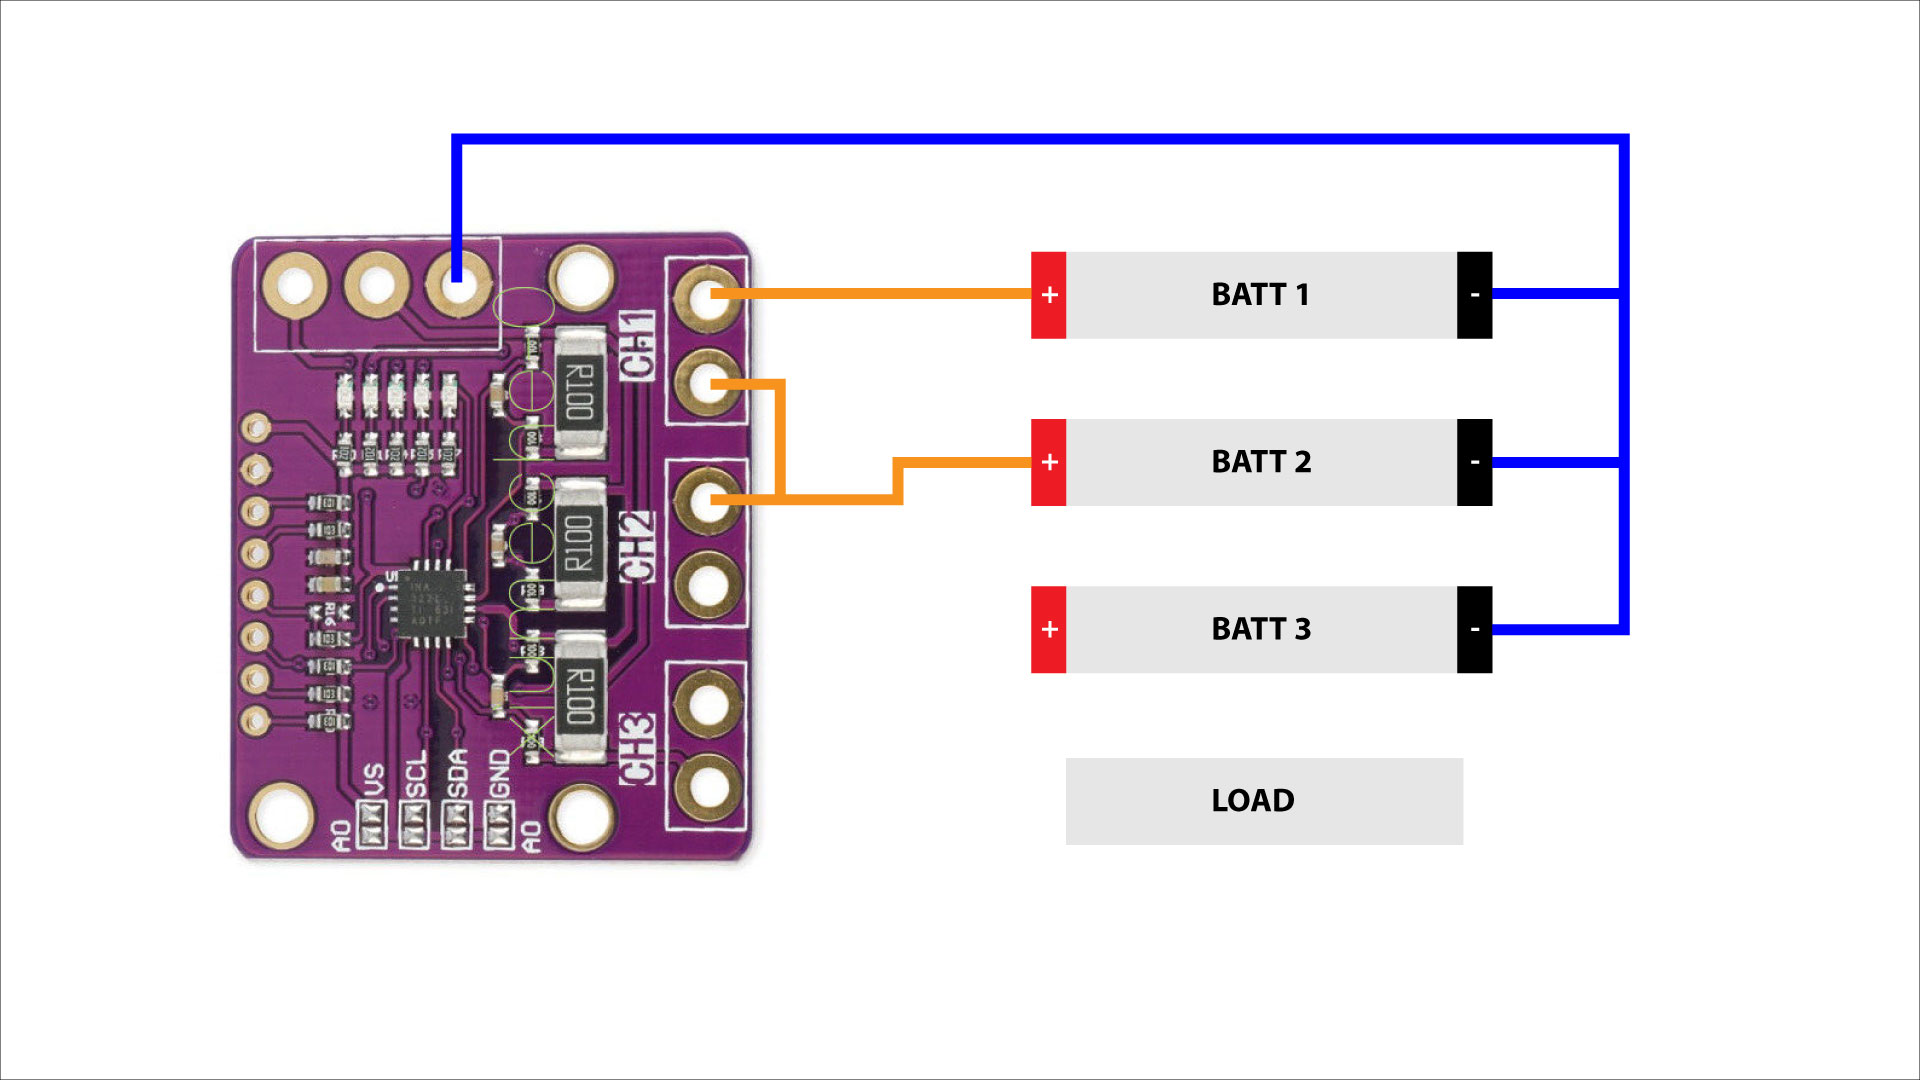 CH1
R100
+
BATT 1
-
CH2
R100
+
BATT 2
-
CH3
R100
+
BATT 3
-
LOAD
R16
VS
SCL
SDA
GND
A0
A0